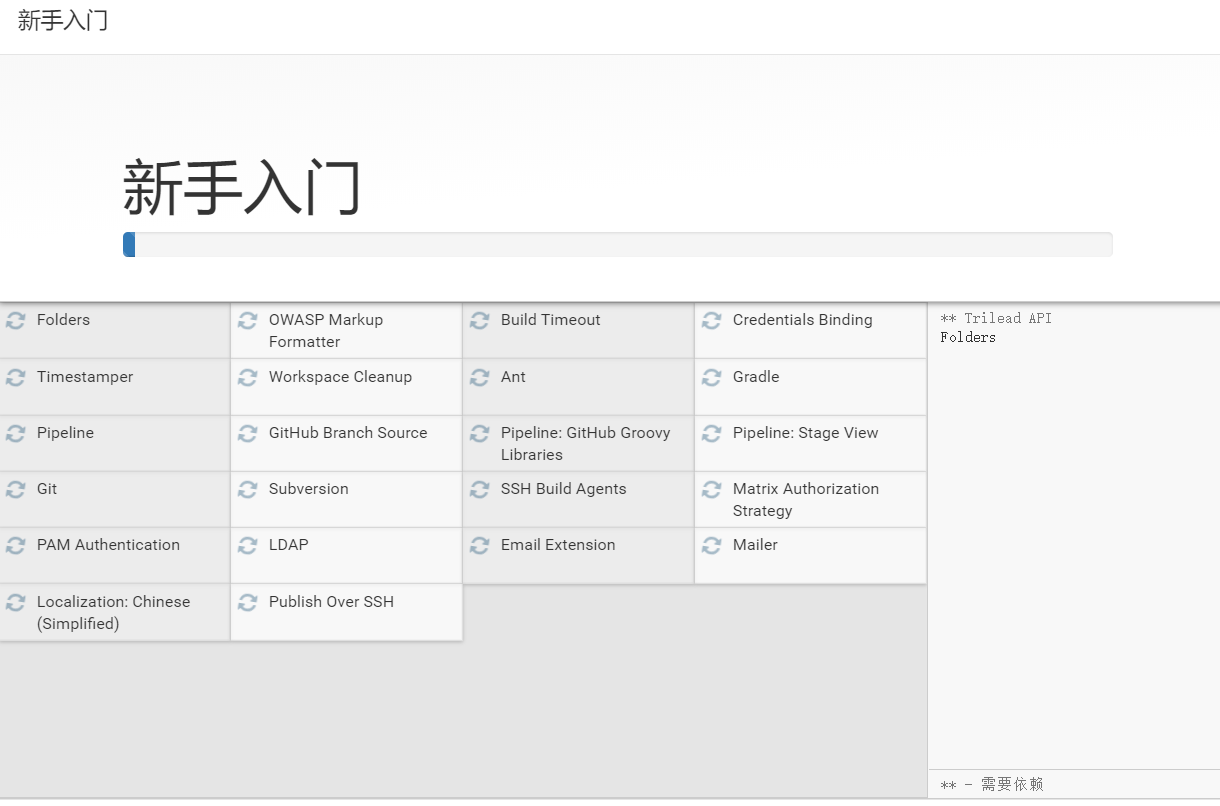 新手入门
新手入门
Folders
OWASP Markup
Formatter
Build Timeout
Credentials Binding
Timestamper
Workspace Cleanup
Ant
Gradle
Pipeline
GitHub Branch Source
Pipeline: GitHub Groovy
Libraries
Pipeline: Stage View
Git
Subversion
SSH Build Agents
Matrix Authorization
Strategy
PAM Authentication
LDAP
Email Extension
Mailer
Localization: Chinese
(Simplified)
Publish Over SSH
** Trilead API
Folders
** - 需要依赖